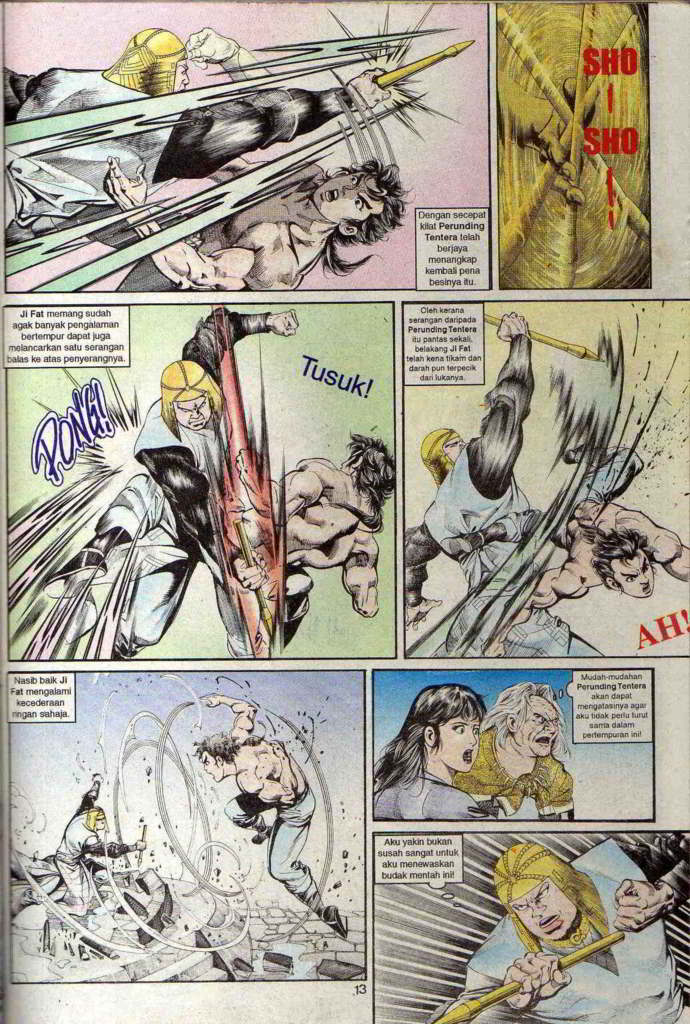 Dengan secepat
kilat Perunding
Tentera telah
berjaya
menangkap
kembali pena
besinya itu.
SHO
SHO
Ji Fat memang sudah
agak banyak pengalaman
bertempur dapat juga
melancarkan satu serangan
balas ke atas penyerangnya.
PONG!
Tusuk!
Oleh kerana
serangan daripada
Perunding Tentera
itu pantas sekali,
belakang Ji Fat
telah kena tikam dan
darah pun terpecik
dari lukanya.
AH!
Nasib baik Ji
Fat mengalami
kecederaan
ringan sahaja.
Mudah-mudahan
Perunding Tentera
akan dapat
mengatasinya agar
aku tidak perlu turut
serta dalam
pertempuran ini!
Aku yakin bukan
susah sangat untuk
aku menewaskan
budak mentah ini!
13